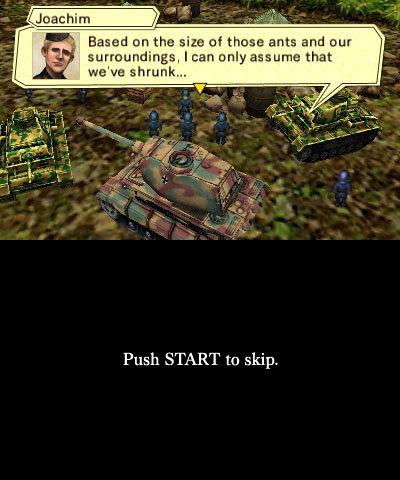 Joachim
Based on the size of those ants and our
surroundings, I can only assume that
we've shrunk...
Push START to skip.